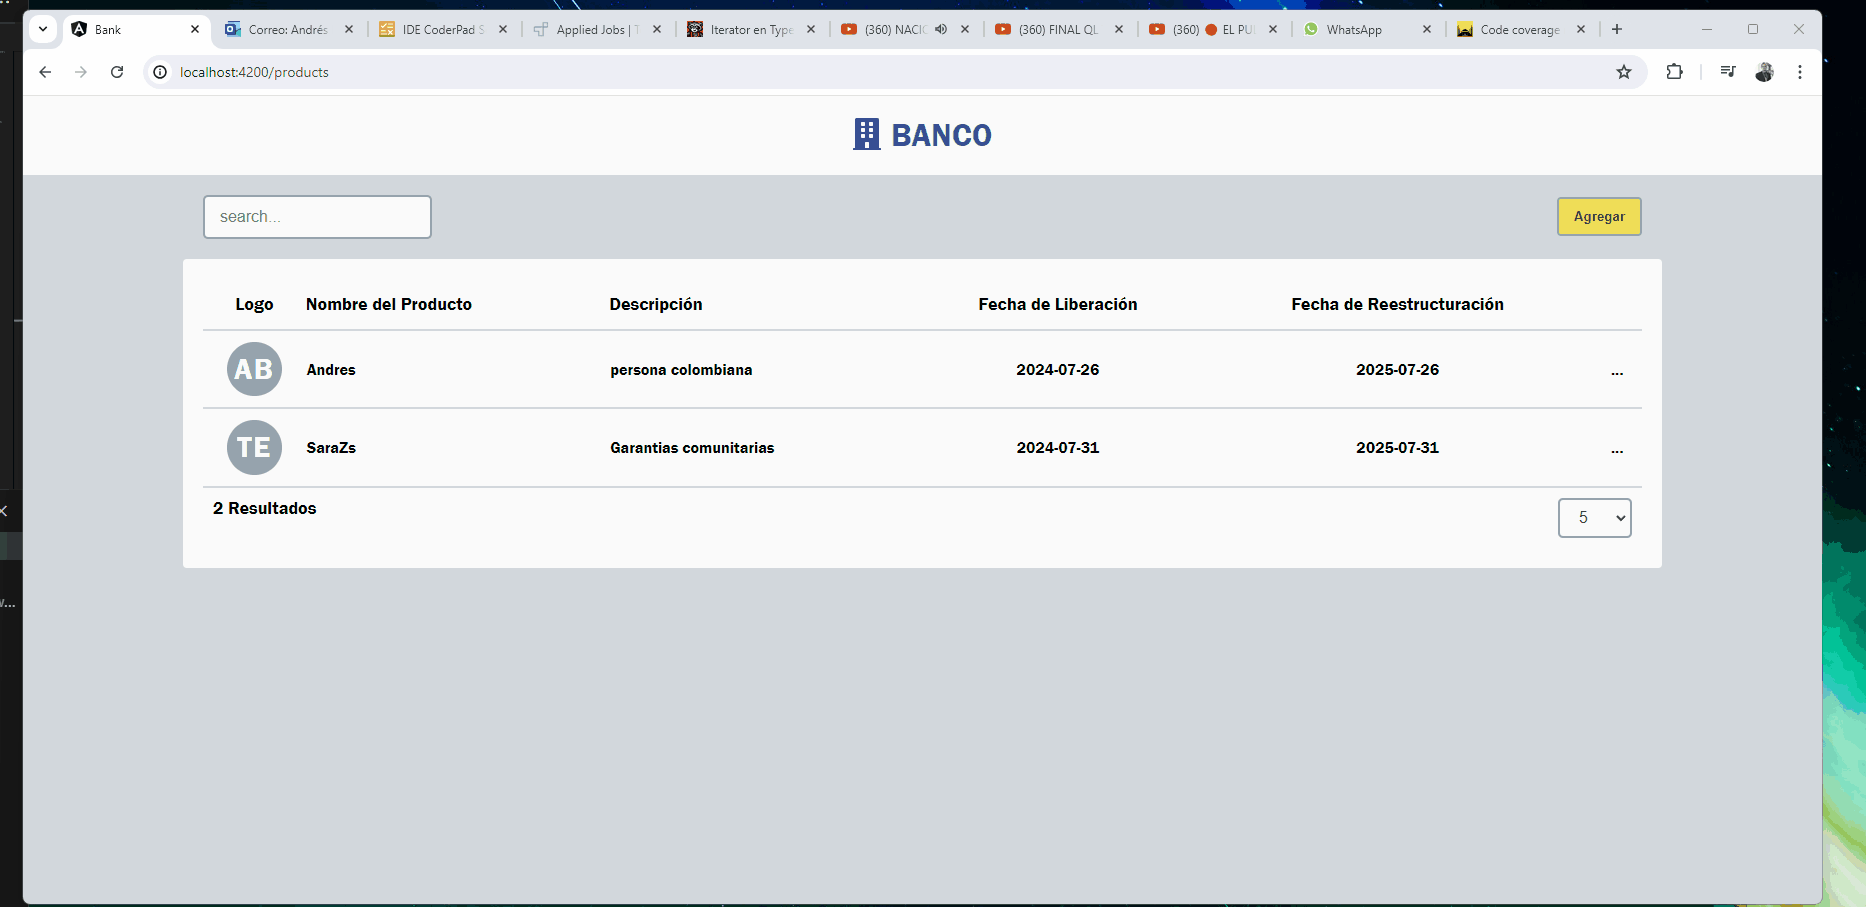 Bank
Correo: Andrés
IDE CoderPad S
Applied Jobs | T
Iterator en Type
(360) NACIO
(360) FINAL QL
(360) 🔴 EL PU
WhatsApp
Code coverage
localhost:4200/products
BANCO
search...
Agregar
Logo Nombre del Producto Descripción Fecha de Liberación Fecha de Reestructuración
AB Andres persona colombiana 2024-07-26 2025-07-26 ...
TE SaraZs Garantias comunitarias 2024-07-31 2025-07-31 ...
2 Resultados
5